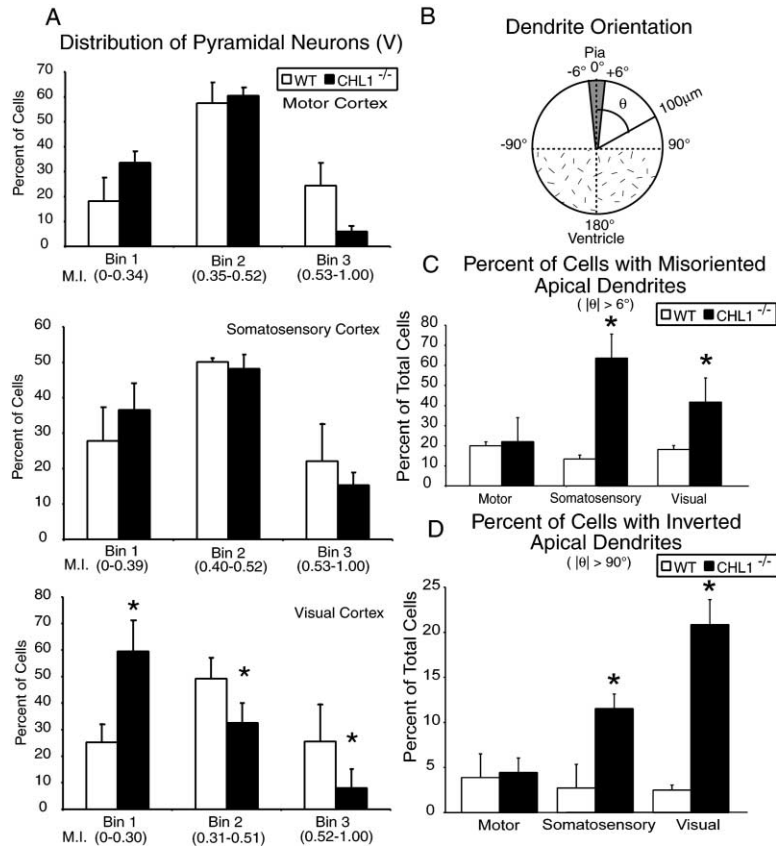 A
Distribution of Pyramidal Neurons (V)
WT CHL1 -/-
Motor Cortex
Percent of Cells
70
60
50
40
30
20
10
0
Bin 1 Bin 2 Bin 3
M.I. (0-0.34) (0.35-0.52) (0.53-1.00)
Somatosensory Cortex
Percent of Cells
60
50
40
30
20
10
0
Bin 1 Bin 2 Bin 3
M.I. (0-0.39) (0.40-0.52) (0.53-1.00)
Visual Cortex
Percent of Cells
80
70
60
50
40
30
20
10
0
* * *
Bin 1 Bin 2 Bin 3
M.I. (0-0.30) (0.31-0.51) (0.52-1.00)
B
Dendrite Orientation
Pia
-6° 0° +6°
θ
100µm
-90° 90°
180°
Ventricle
C
Percent of Cells with Misoriented
Apical Dendrites
( |θ| > 6°)
WT CHL1 -/-
Percent of Total Cells
80
70
60
50
40
30
20
10
* *
Motor Somatosensory Visual
D
Percent of Cells with Inverted
Apical Dendrites
( |θ| > 90°)
WT CHL1 -/-
Percent of Total Cells
25
20
15
10
5
0
* *
Motor Somatosensory Visual